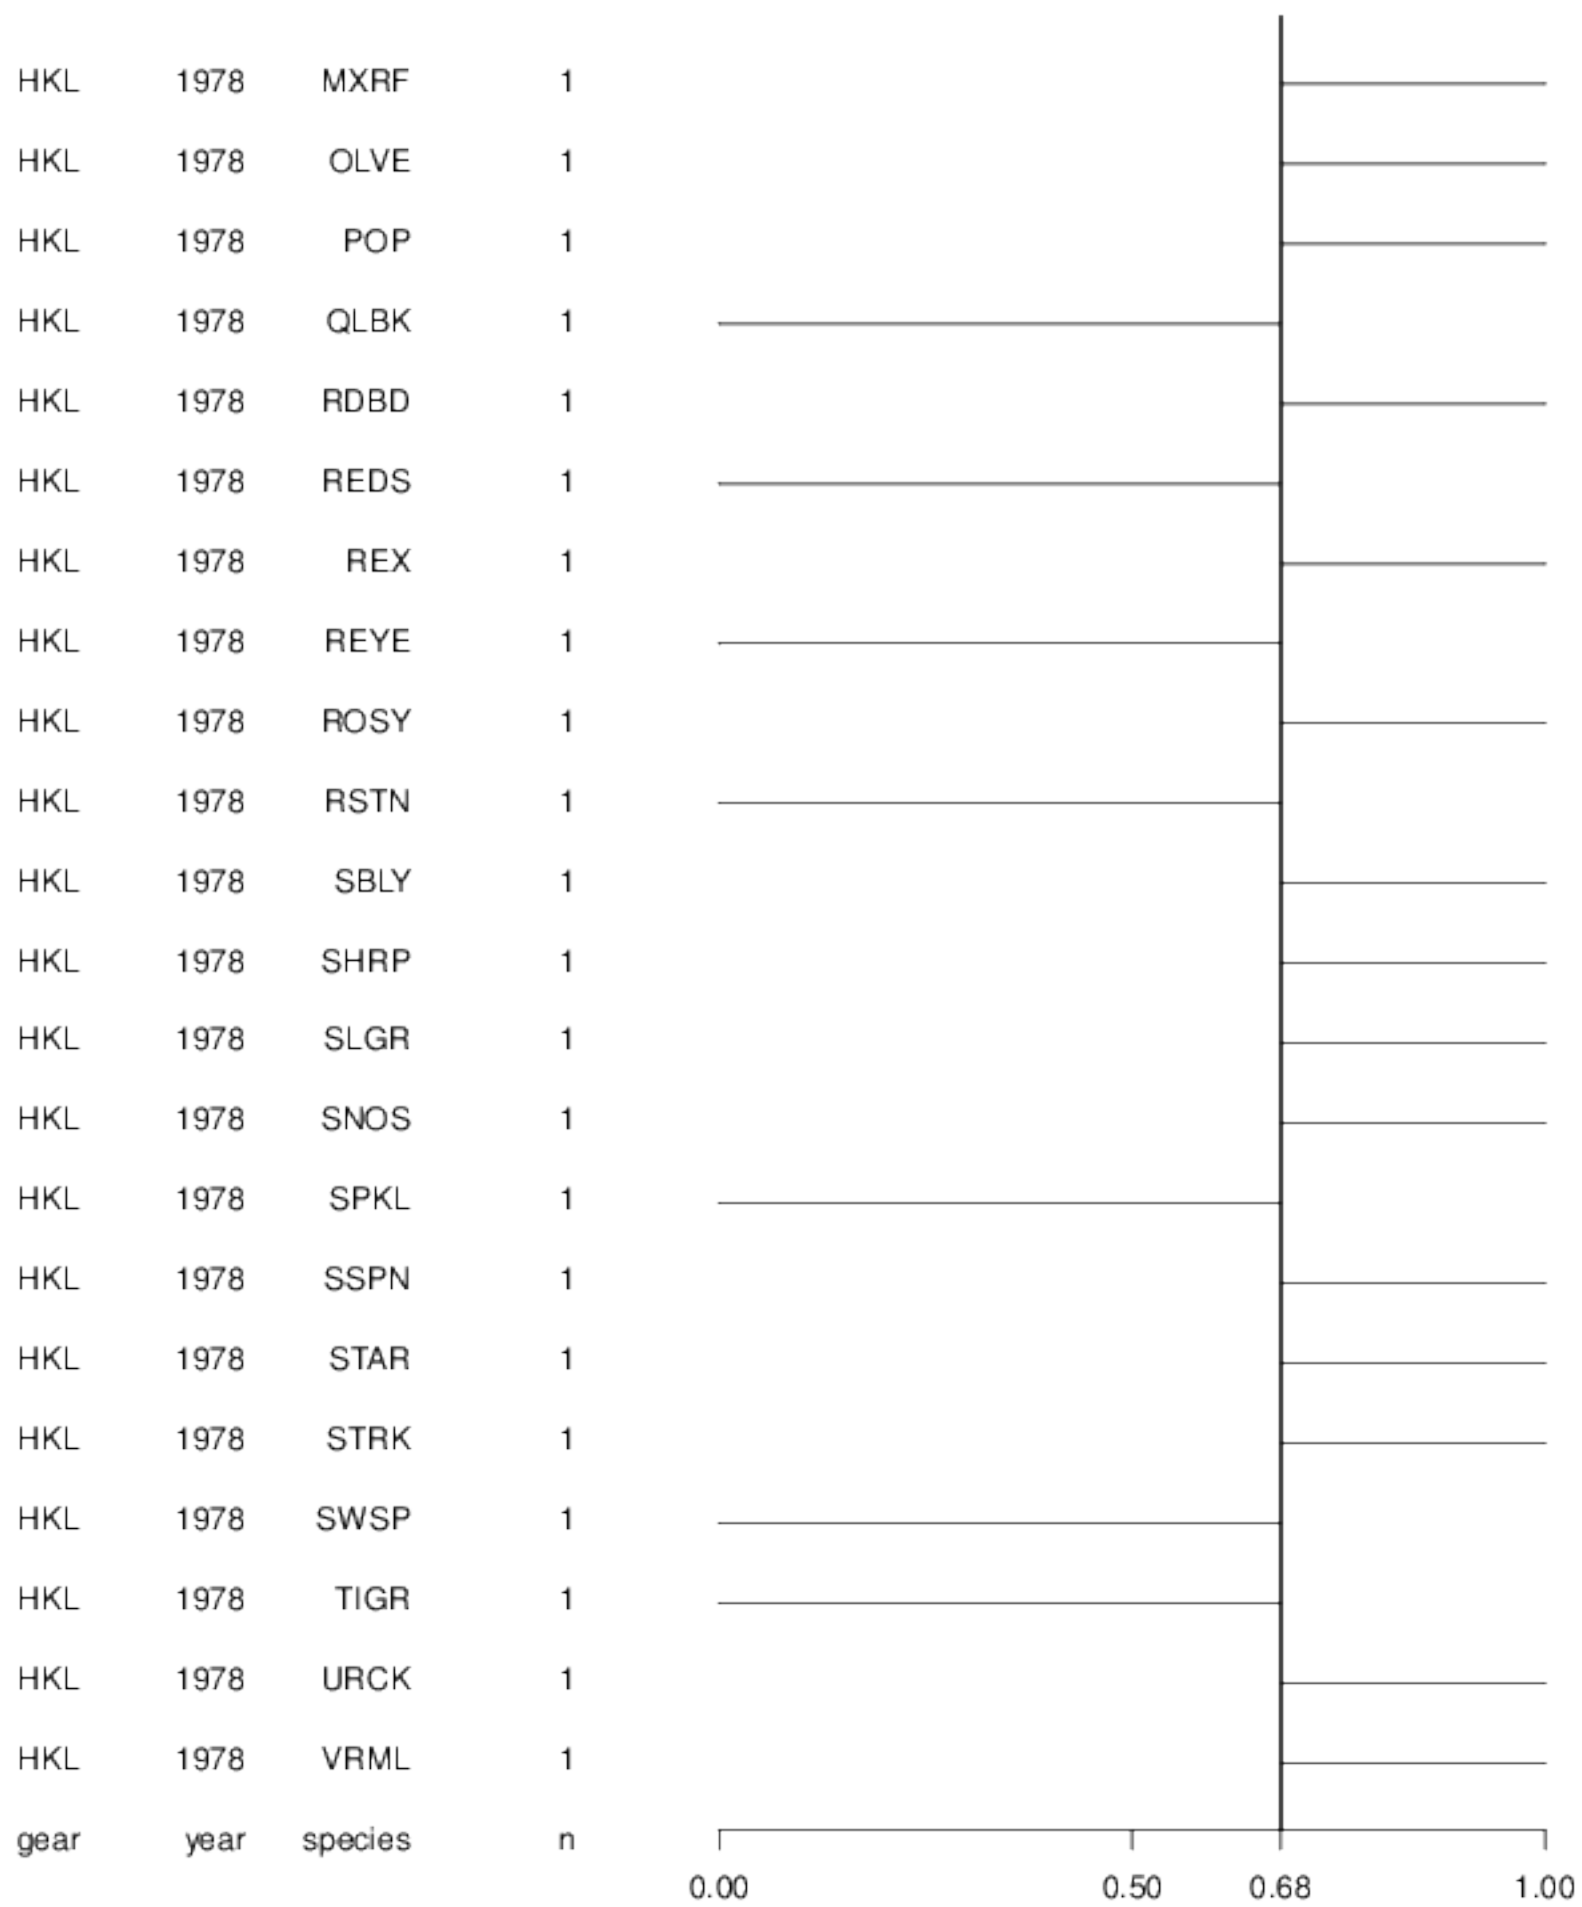 HKL 1978 MXRF 1
HKL 1978 OLVE 1
HKL 1978 POP 1
HKL 1978 QLBK 1
HKL 1978 RDBD 1
HKL 1978 REDS 1
HKL 1978 REX 1
HKL 1978 REYE 1
HKL 1978 ROSY 1
HKL 1978 RSTN 1
HKL 1978 SBLY 1
HKL 1978 SHRP 1
HKL 1978 SLGR 1
HKL 1978 SNOS 1
HKL 1978 SPKL 1
HKL 1978 SSPN 1
HKL 1978 STAR 1
HKL 1978 STRK 1
HKL 1978 SWSP 1
HKL 1978 TIGR 1
HKL 1978 URCK 1
HKL 1978 VRML 1
gear year species n
0.00 0.50 0.68 1.00